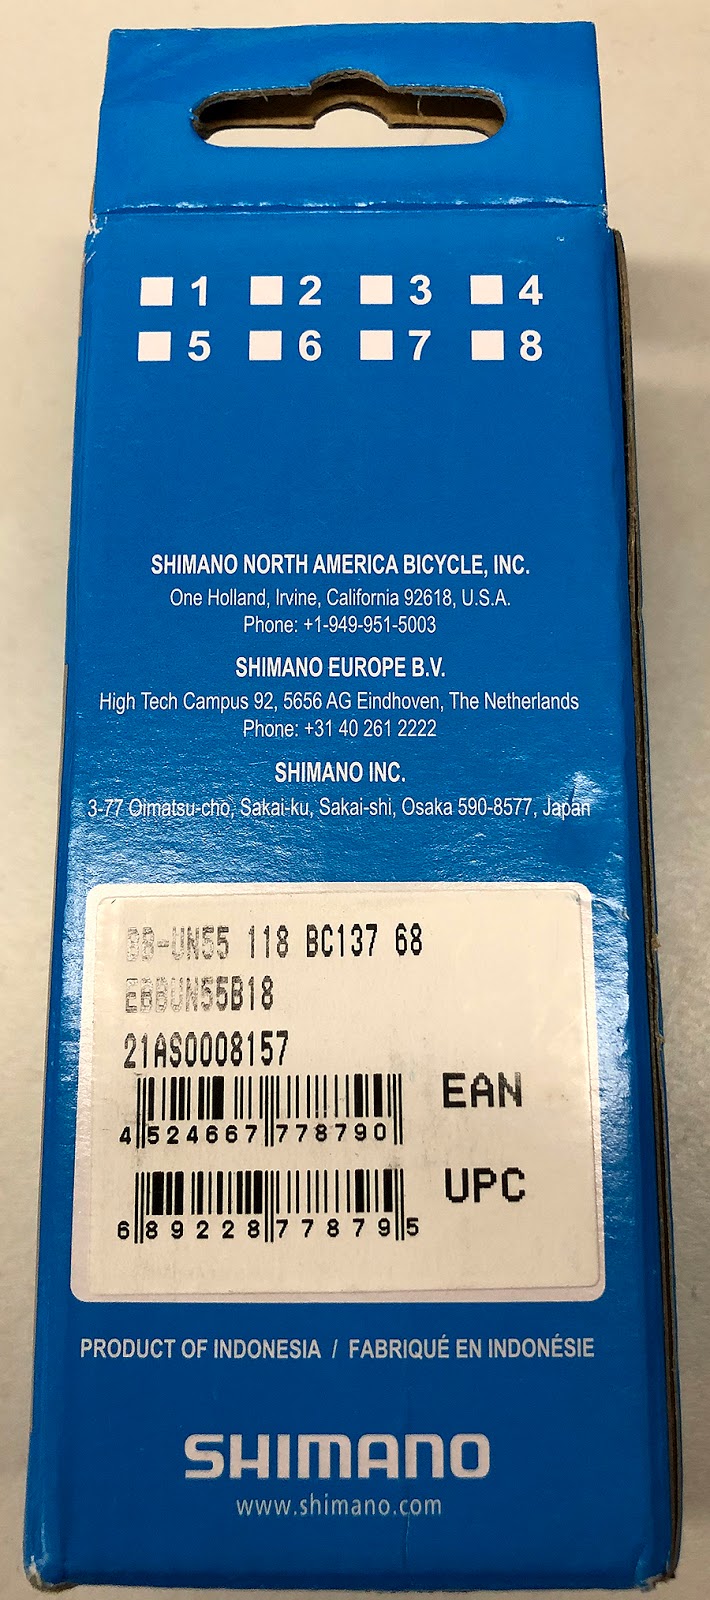 1 2 3 4
5 6 7 8
SHIMANO NORTH AMERICA BICYCLE, INC.
One Holland, Irvine, California 92618, U.S.A.
Phone: +1-949-951-5003
SHIMANO EUROPE B.V.
High Tech Campus 92, 5656 AG Eindhoven, The Netherlands
Phone: +31 40 261 2222
SHIMANO INC.
3-77 Oimatsu-cho, Sakai-ku, Sakai-shi, Osaka 590-8577, Japan
BB-UN55 118 BC137 68
EBBUN55B18
21AS0008157
EAN
4 524667 778790
UPC
6 89228 77879 5
PRODUCT OF INDONESIA / FABRIQUÉ EN INDONÉSIE
SHIMANO
www.shimano.com